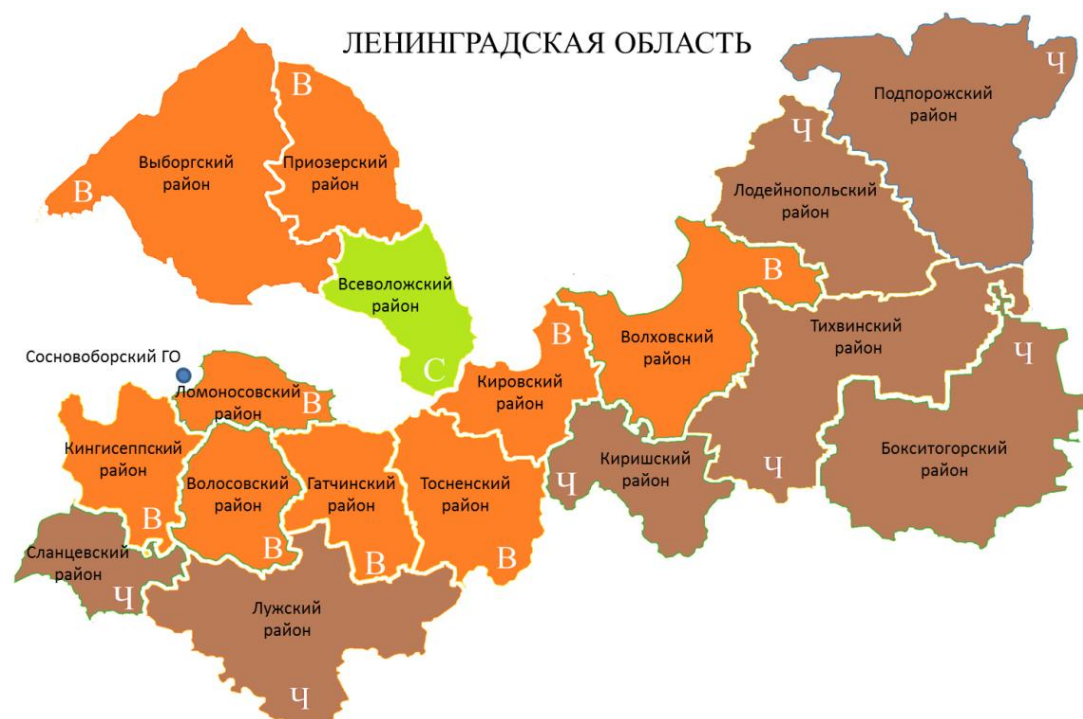 ЛЕНИНГРАДСКАЯ ОБЛАСТЬ
Ч
Подпорожский
район
В
Приозерский
район
Выборгский
район
В
Ч
Лодейнопольский
район
Всеволожский
район
С
В
Волховский
район
Тихвинский
район
Ч
Сосновоборский ГО
Ломоносовский
район
В
В
Кировский
район
Ч
Бокситогорский
район
Кингисеппский
район
В
Волосовский
район
В
Гатчинский
район
В
Тосненский
район
В
Киришский
район
Ч
Ч
Сланцевский
район
Ч
Лужский
район
Ч